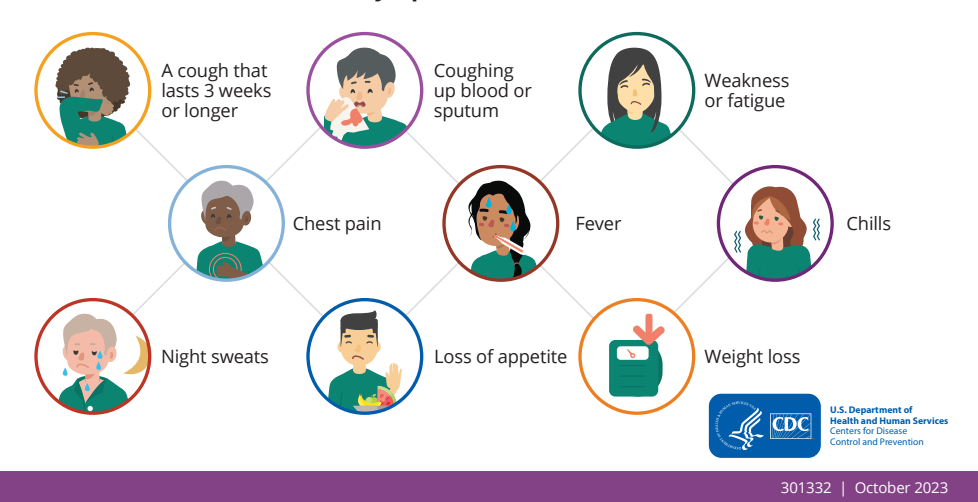 A cough that
lasts 3 weeks
or longer
Coughing
up blood or
sputum
Weakness
or fatigue
Chest pain
Fever
Chills
Night sweats
Loss of appetite
Weight loss
CDC
U.S. Department of
Health and Human Services
Centers for Disease
Control and Prevention
301332 | October 2023